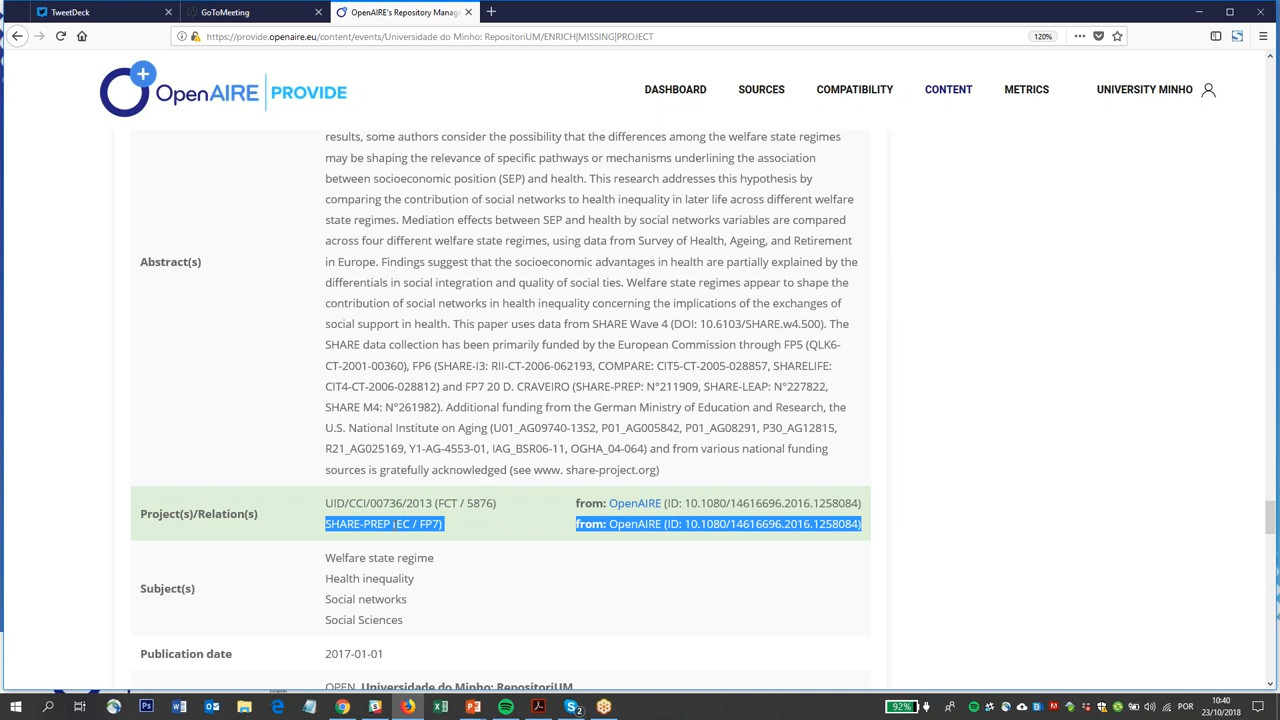 TweetDeck
GoToMeeting
OpenAIRE's Repository Manag
https://provide.openaire.eu/content/events/Universidade do Minho: RepositoriUM/ENRICH|MISSING|PROJECT
120%
OpenAIRE PROVIDE
DASHBOARD SOURCES COMPATIBILITY CONTENT METRICS UNIVERSITY MINHO
results, some authors consider the possibility that the differences among the welfare state regimes
may be shaping the relevance of specific pathways or mechanisms underlining the association
between socioeconomic position (SEP) and health. This research addresses this hypothesis by
comparing the contribution of social networks to health inequality in later life across different welfare
state regimes. Mediation effects between SEP and health by social networks variables are compared
across four different welfare state regimes, using data from Survey of Health, Ageing, and Retirement
Abstract(s)
in Europe. Findings suggest that the socioeconomic advantages in health are partially explained by the
differentials in social integration and quality of social ties. Welfare state regimes appear to shape the
contribution of social networks in health inequality concerning the implications of the exchanges of
social support in health. This paper uses data from SHARE Wave 4 (DOI: 10.6103/SHARE.w4.500). The
SHARE data collection has been primarily funded by the European Commission through FP5 (QLK6-
CT-2001-00360), FP6 (SHARE-I3: RII-CT-2006-062193, COMPARE: CIT5-CT-2005-028857, SHARELIFE:
CIT4-CT-2006-028812) and FP7 20 D. CRAVEIRO (SHARE-PREP: N°211909, SHARE-LEAP: N°227822,
SHARE M4: N°261982). Additional funding from the German Ministry of Education and Research, the
U.S. National Institute on Aging (U01_AG09740-13S2, P01_AG005842, P01_AG08291, P30_AG12815,
R21_AG025169, Y1-AG-4553-01, IAG_BSR06-11, OGHA_04-064) and from various national funding
sources is gratefully acknowledged (see www. share-project.org)
Project(s)/Relation(s)
UID/CCI/00736/2013 (FCT / 5876) from: OpenAIRE (ID: 10.1080/14616696.2016.1258084)
SHARE-PREP (EC / FP7) from: OpenAIRE (ID: 10.1080/14616696.2016.1258084)
Subject(s)
Welfare state regime
Health inequality
Social networks
Social Sciences
Publication date 2017-01-01
OPEN Universidade do Minho: RepositoriUM
92%
POR
10:40
23/10/2018